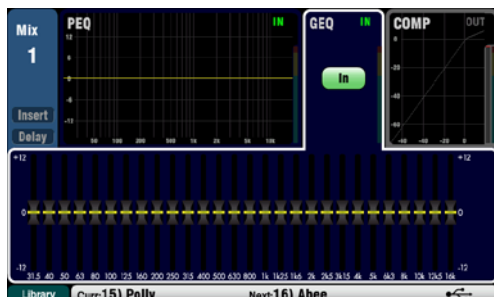 Mix
1
Insert
Delay
PEQ IN
12
6
0
-6
-12
50 100 200 500 1k 2k 5k 10k
GEQ IN
In
COMP OUT
0
-20
-40
-60
-60 -40 -20 0
+12 +12
0 0
-12 -12
31.5 40 50 63 80 100 125 160 200 250 315 400 500 630 800 1k 1k25 1k6 2k 2k5 3k15 4k 5k 6k3 8k 10k 12k5 16k
Library Curr:15) Polly Next:16) Abee